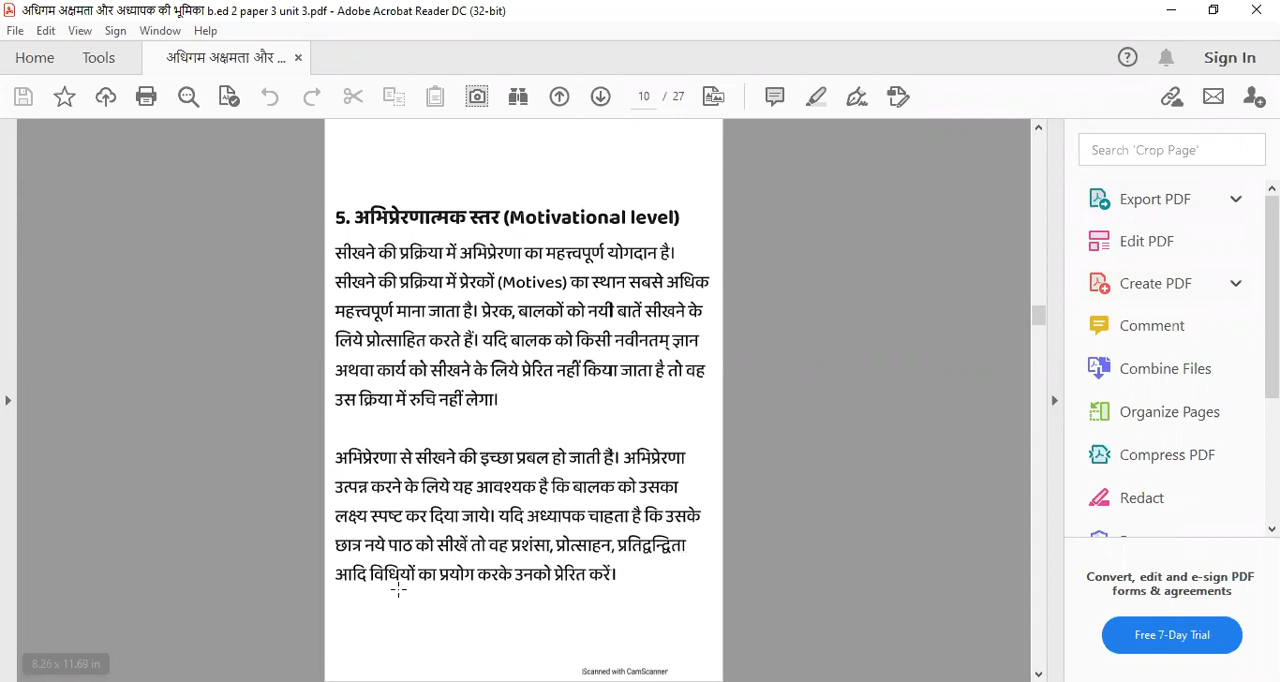 अधिगम अक्षमता और अध्यापक की भूमिका b.ed 2 paper 3 unit 3.pdf - Adobe Acrobat Reader DC (32-bit)
File Edit View Sign Window Help
Home Tools अधिगम अक्षमता और ... × Sign In
10 / 27
Search 'Crop Page'
Export PDF
Edit PDF
Create PDF
Comment
Combine Files
Organize Pages
Compress PDF
Redact
Convert, edit and e-sign PDF
forms & agreements
Free 7-Day Trial
5. अभिप्रेरणात्मक स्तर (Motivational level)
सीखने की प्रक्रिया में अभिप्रेरणा का महत्त्वपूर्ण योगदान है।
सीखने की प्रक्रिया में प्रेरकों (Motives) का स्थान सबसे अधिक
महत्त्वपूर्ण माना जाता है। प्रेरक, बालकों को नयी बातें सीखने के
लिये प्रोत्साहित करते हैं। यदि बालक को किसी नवीनतम् ज्ञान
अथवा कार्य को सीखने के लिये प्रेरित नहीं किया जाता है तो वह
उस क्रिया में रुचि नहीं लेगा।
अभिप्रेरणा से सीखने की इच्छा प्रबल हो जाती है। अभिप्रेरणा
उत्पन्न करने के लिये यह आवश्यक है कि बालक को उसका
लक्ष्य स्पष्ट कर दिया जाये। यदि अध्यापक चाहता है कि उसके
छात्र नये पाठ को सीखें तो वह प्रशंसा, प्रोत्साहन, प्रतिद्वन्द्विता
आदि विधियों का प्रयोग करके उनको प्रेरित करें।
8.26 x 11.69 in
iScanned with CamScanner